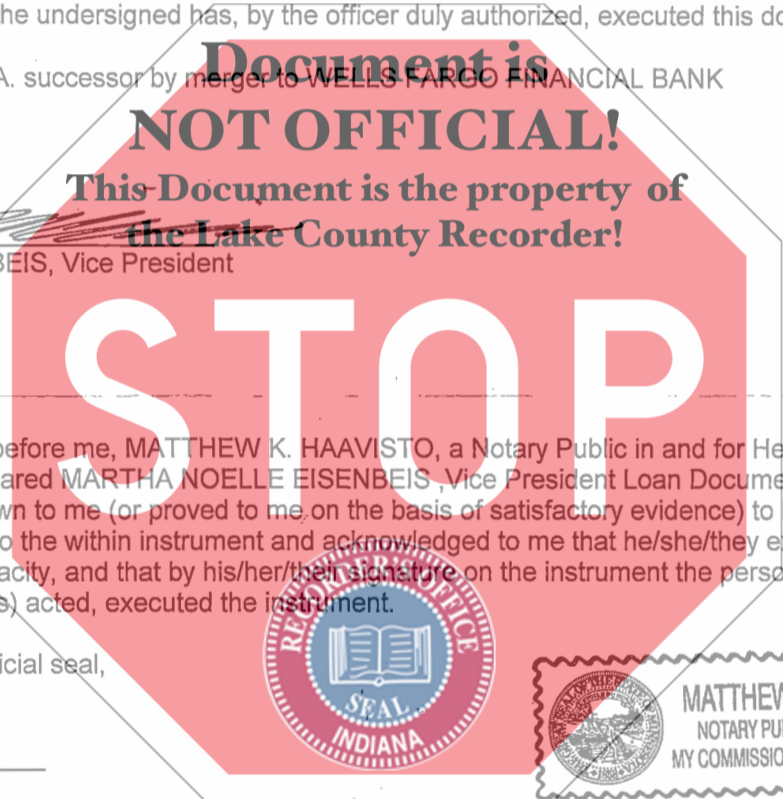 he undersigned has, by the officer duly authorized, executed this do
A. successor by merger to WELLS FARGO FINANCIAL BANK
Document is
NOT OFFICIAL!
This Document is the property of
the Lake County Recorder!
BEIS, Vice President
STOP
before me, MATTHEW K. HAAVISTO, a Notary Public in and for He
ared MARTHA NOELLE EISENBEIS ,Vice President Loan Docume
wn to me (or proved to me on the basis of satisfactory evidence) to
o the within instrument and acknowledged to me that he/she/they e
acity, and that by his/her/their signature on the instrument the perso
s) acted, executed the instrument.
icial seal,
RECORDER'S OFFICE
SEAL
INDIANA
MATTHEW
NOTARY PU
MY COMMISSIO